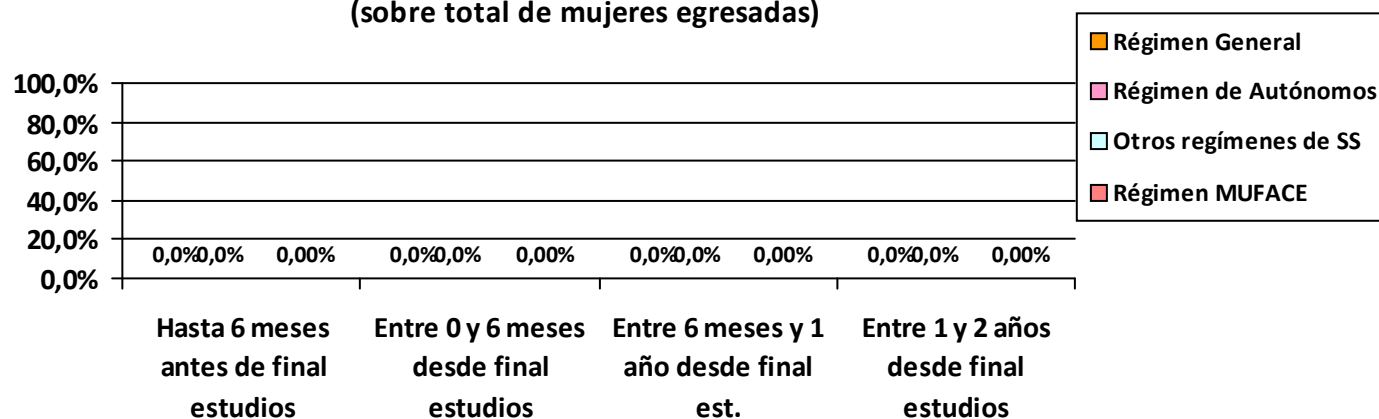 (sobre total de mujeres egresadas)
Régimen General
Régimen de Autónomos
Otros regímenes de SS
Régimen MUFACE
100,0%
80,0%
60,0%
40,0%
20,0%
0,0%
0,0%0,0% 0,00% 0,0%0,0% 0,00% 0,0%0,0% 0,00% 0,0%0,0% 0,00%
Hasta 6 meses
antes de final
estudios
Entre 0 y 6 meses
desde final
estudios
Entre 6 meses y 1
año desde final
est.
Entre 1 y 2 años
desde final
estudios